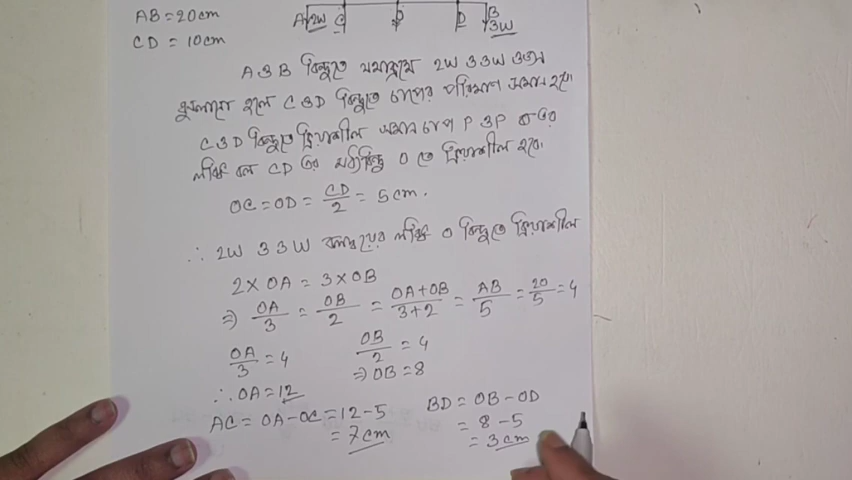 AB = 20cm
A 2W C O D B
3W
CD = 10cm
A ও B বিন্দুতে যথাক্রমে 2W ও 3W ওজন
ঝুলানো হলে C ও D বিন্দুতে চাপের পরিমাণ সমান হবে।
C ও D বিন্দুতে ক্রিয়াশীল সমান চাপ P ও P এর
লব্ধি বল CD এর মধ্যবিন্দু O তে ক্রিয়াশীল হবে।
OC = OD = CD/2 = 5cm.
∴ 2W ও 3W বলদ্বয়ের লব্ধি O বিন্দুতে ক্রিয়াশীল
2 × OA = 3 × OB
⇒ OA/3 = OB/2 = OA+OB/3+2 = AB/5 = 20/5 = 4
OA/3 = 4 OB/2 = 4
⇒ OB = 8
∴ OA = 12
AC = OA − OC = 12 − 5 BD = OB − OD
= 7cm = 8 − 5
= 3cm